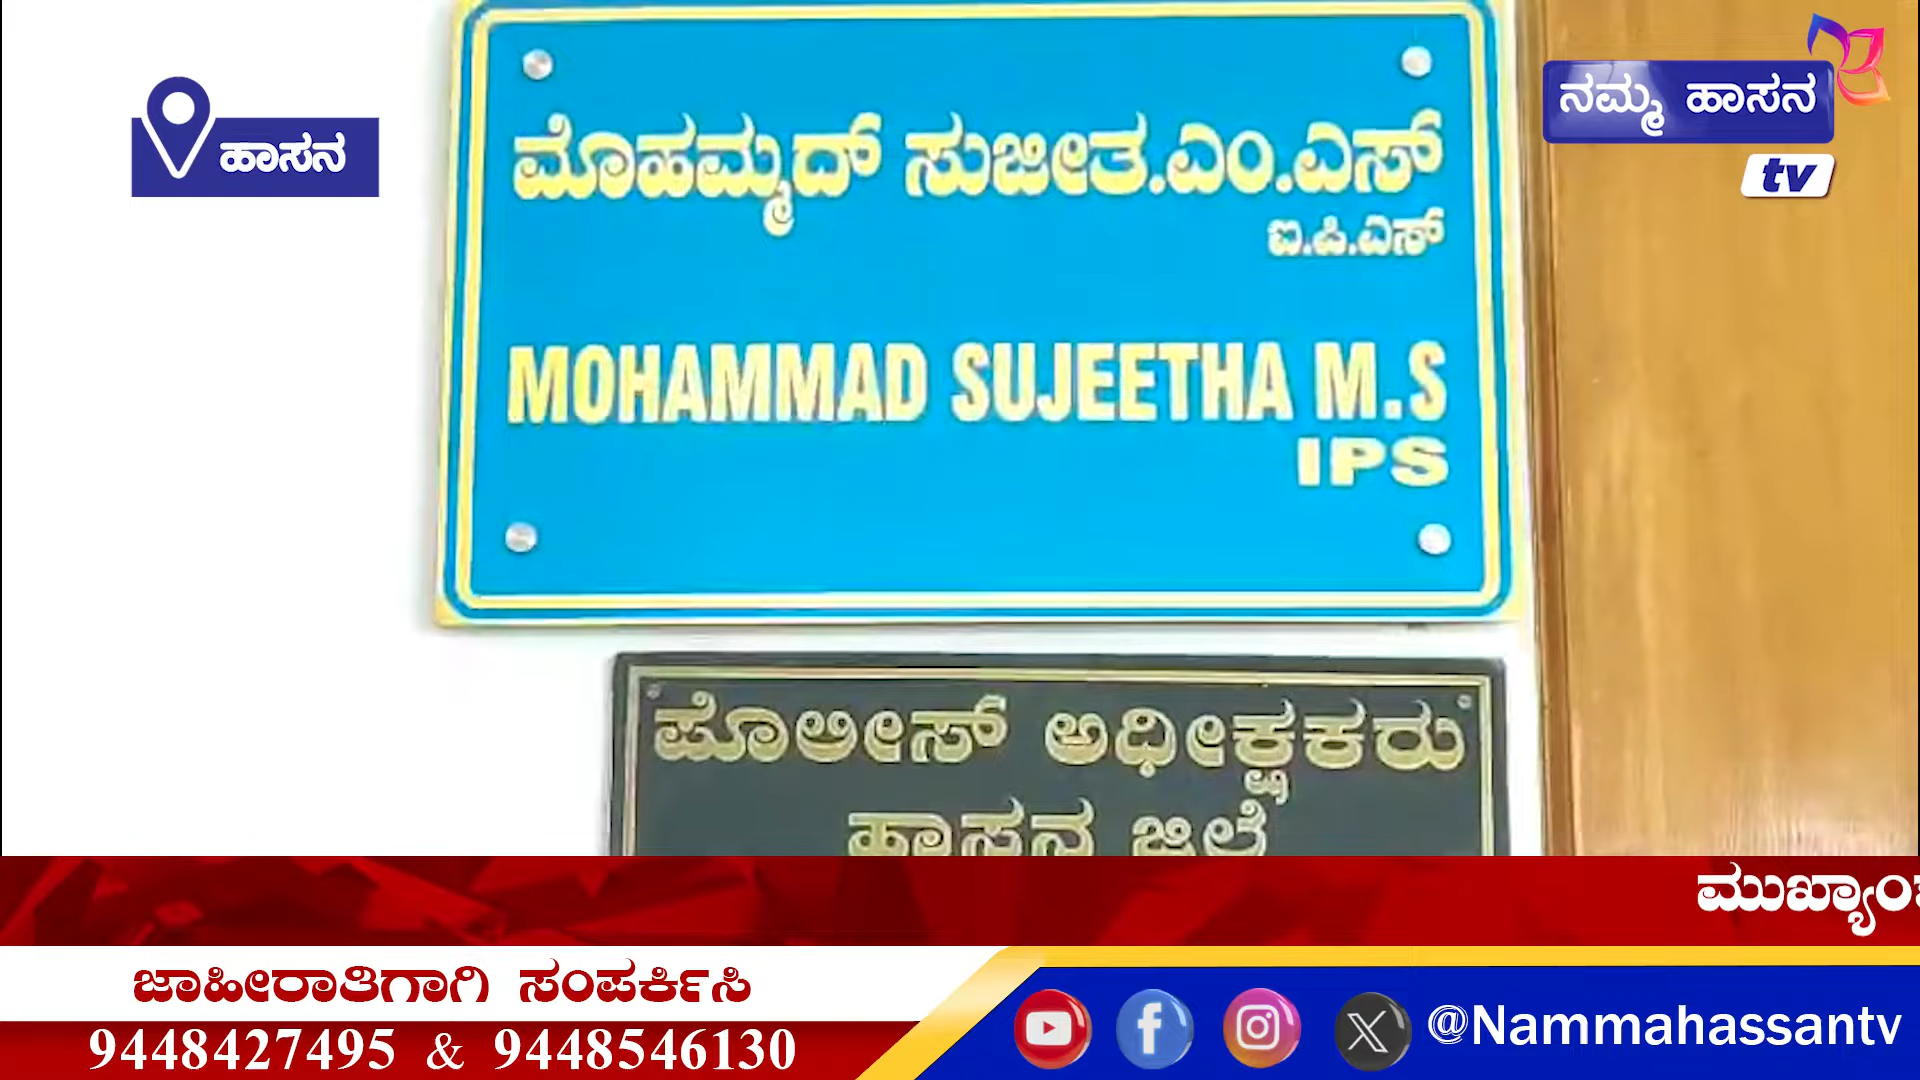 ಹಾಸನ
ನಮ್ಮ ಹಾಸನ
tv
ಮೊಹಮ್ಮದ್ ಸುಜೀತ.ಎಂ.ಎಸ್
ಐ.ಪಿ.ಎಸ್
MOHAMMAD SUJEETHA M.S
IPS
ಪೊಲೀಸ್ ಅಧೀಕ್ಷಕರು
ಹಾಸನ ಜಿಲ್ಲೆ
ಜಾಹೀರಾತಿಗಾಗಿ ಸಂಪರ್ಕಿಸಿ
9448427495 & 9448546130
@Nammahassantv